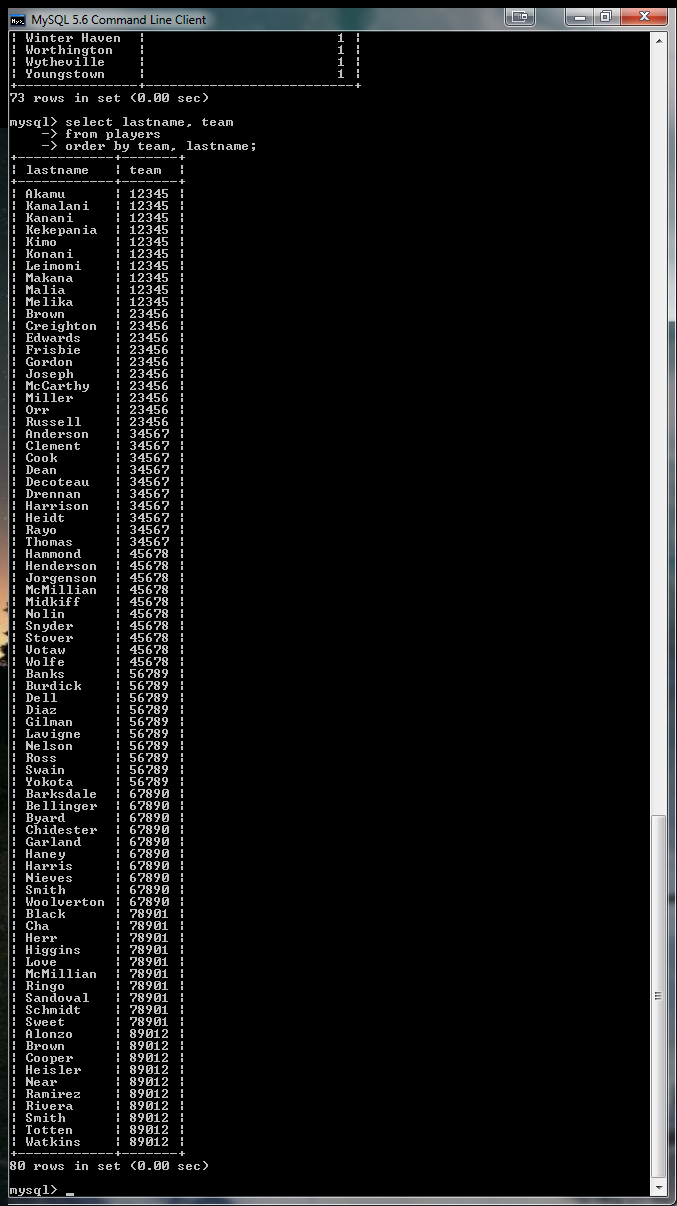 MySQL 5.6 Command Line Client
¦ Winter Haven ¦ 1 ¦
¦ Worthington ¦ 1 ¦
¦ Wytheville ¦ 1 ¦
¦ Youngstown ¦ 1 ¦
+---------------+--------------------------+
73 rows in set (0.00 sec)
mysql> select lastname, team
-> from players
-> order by team, lastname;
+------------+-------+
¦ lastname ¦ team ¦
+------------+-------+
¦ Akamu ¦ 12345 ¦
¦ Kamalani ¦ 12345 ¦
¦ Kanani ¦ 12345 ¦
¦ Kekepania ¦ 12345 ¦
¦ Kimo ¦ 12345 ¦
¦ Konani ¦ 12345 ¦
¦ Leimomi ¦ 12345 ¦
¦ Makana ¦ 12345 ¦
¦ Malia ¦ 12345 ¦
¦ Melika ¦ 12345 ¦
¦ Brown ¦ 23456 ¦
¦ Creighton ¦ 23456 ¦
¦ Edwards ¦ 23456 ¦
¦ Frisbie ¦ 23456 ¦
¦ Gordon ¦ 23456 ¦
¦ Joseph ¦ 23456 ¦
¦ McCarthy ¦ 23456 ¦
¦ Miller ¦ 23456 ¦
¦ Orr ¦ 23456 ¦
¦ Russell ¦ 23456 ¦
¦ Anderson ¦ 34567 ¦
¦ Clement ¦ 34567 ¦
¦ Cook ¦ 34567 ¦
¦ Dean ¦ 34567 ¦
¦ Decoteau ¦ 34567 ¦
¦ Drennan ¦ 34567 ¦
¦ Harrison ¦ 34567 ¦
¦ Heidt ¦ 34567 ¦
¦ Rayo ¦ 34567 ¦
¦ Thomas ¦ 34567 ¦
¦ Hammond ¦ 45678 ¦
¦ Henderson ¦ 45678 ¦
¦ Jorgenson ¦ 45678 ¦
¦ McMillian ¦ 45678 ¦
¦ Midkiff ¦ 45678 ¦
¦ Nolin ¦ 45678 ¦
¦ Snyder ¦ 45678 ¦
¦ Stover ¦ 45678 ¦
¦ Votaw ¦ 45678 ¦
¦ Wolfe ¦ 45678 ¦
¦ Banks ¦ 56789 ¦
¦ Burdick ¦ 56789 ¦
¦ Dell ¦ 56789 ¦
¦ Diaz ¦ 56789 ¦
¦ Gilman ¦ 56789 ¦
¦ Lavigne ¦ 56789 ¦
¦ Nelson ¦ 56789 ¦
¦ Ross ¦ 56789 ¦
¦ Swain ¦ 56789 ¦
¦ Yokota ¦ 56789 ¦
¦ Barksdale ¦ 67890 ¦
¦ Bellinger ¦ 67890 ¦
¦ Byard ¦ 67890 ¦
¦ Chidester ¦ 67890 ¦
¦ Garland ¦ 67890 ¦
¦ Haney ¦ 67890 ¦
¦ Harris ¦ 67890 ¦
¦ Nieves ¦ 67890 ¦
¦ Smith ¦ 67890 ¦
¦ Woolverton ¦ 67890 ¦
¦ Black ¦ 78901 ¦
¦ Cha ¦ 78901 ¦
¦ Herr ¦ 78901 ¦
¦ Higgins ¦ 78901 ¦
¦ Love ¦ 78901 ¦
¦ McMillian ¦ 78901 ¦
¦ Ringo ¦ 78901 ¦
¦ Sandoval ¦ 78901 ¦
¦ Schmidt ¦ 78901 ¦
¦ Sweet ¦ 78901 ¦
¦ Alonzo ¦ 89012 ¦
¦ Brown ¦ 89012 ¦
¦ Cooper ¦ 89012 ¦
¦ Heisler ¦ 89012 ¦
¦ Near ¦ 89012 ¦
¦ Ramirez ¦ 89012 ¦
¦ Rivera ¦ 89012 ¦
¦ Smith ¦ 89012 ¦
¦ Totten ¦ 89012 ¦
¦ Watkins ¦ 89012 ¦
+------------+-------+
80 rows in set (0.00 sec)
mysql> _